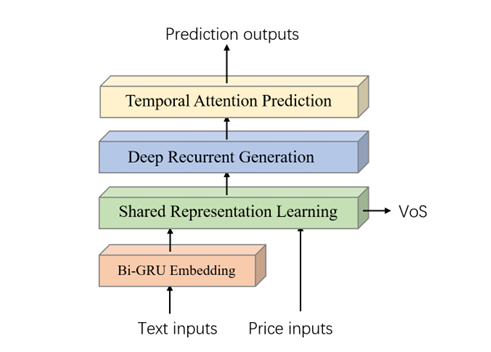 Prediction outputs
Temporal Attention Prediction
Deep Recurrent Generation
Shared Representation Learning
VoS
Bi-GRU Embedding
Text inputs
Price inputs